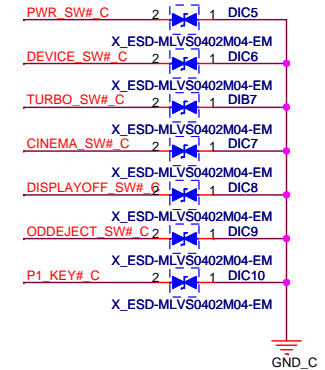 PWR_SW#_C 2 1 DIC5
X_ESD-MLVS0402M04-EM
DEVICE_SW#_C 2 1 DIC6
X_ESD-MLVS0402M04-EM
TURBO_SW#_C 2 1 DIB7
X_ESD-MLVS0402M04-EM
CINEMA_SW#_C 2 1 DIC7
X_ESD-MLVS0402M04-EM
DISPLAYOFF_SW#_C 2 1 DIC8
X_ESD-MLVS0402M04-EM
ODDEJECT_SW#_C 2 1 DIC9
X_ESD-MLVS0402M04-EM
P1_KEY#_C 2 1 DIC10
X_ESD-MLVS0402M04-EM
GND_C